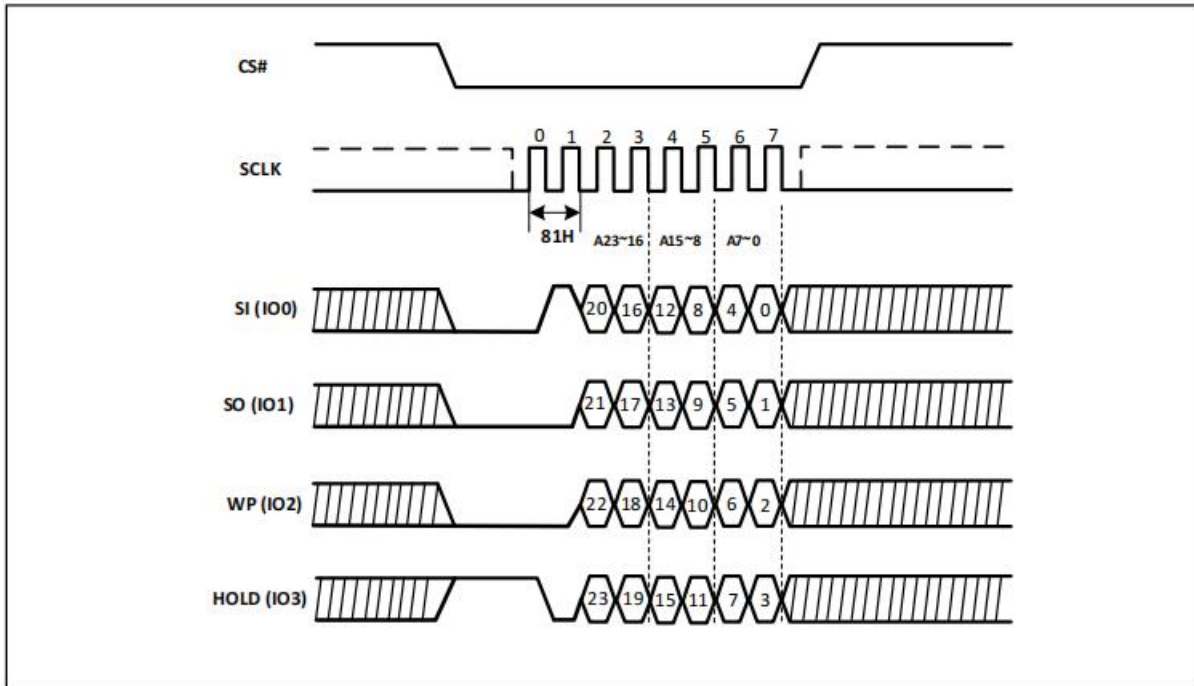 CS#
0 1 2 3 4 5 6 7
SCLK
81H A23~16 A15~8 A7~0
SI (IO0) 20 16 12 8 4 0
SO (IO1) 21 17 13 9 5 1
WP (IO2) 22 18 14 10 6 2
HOLD (IO3) 23 19 15 11 7 3